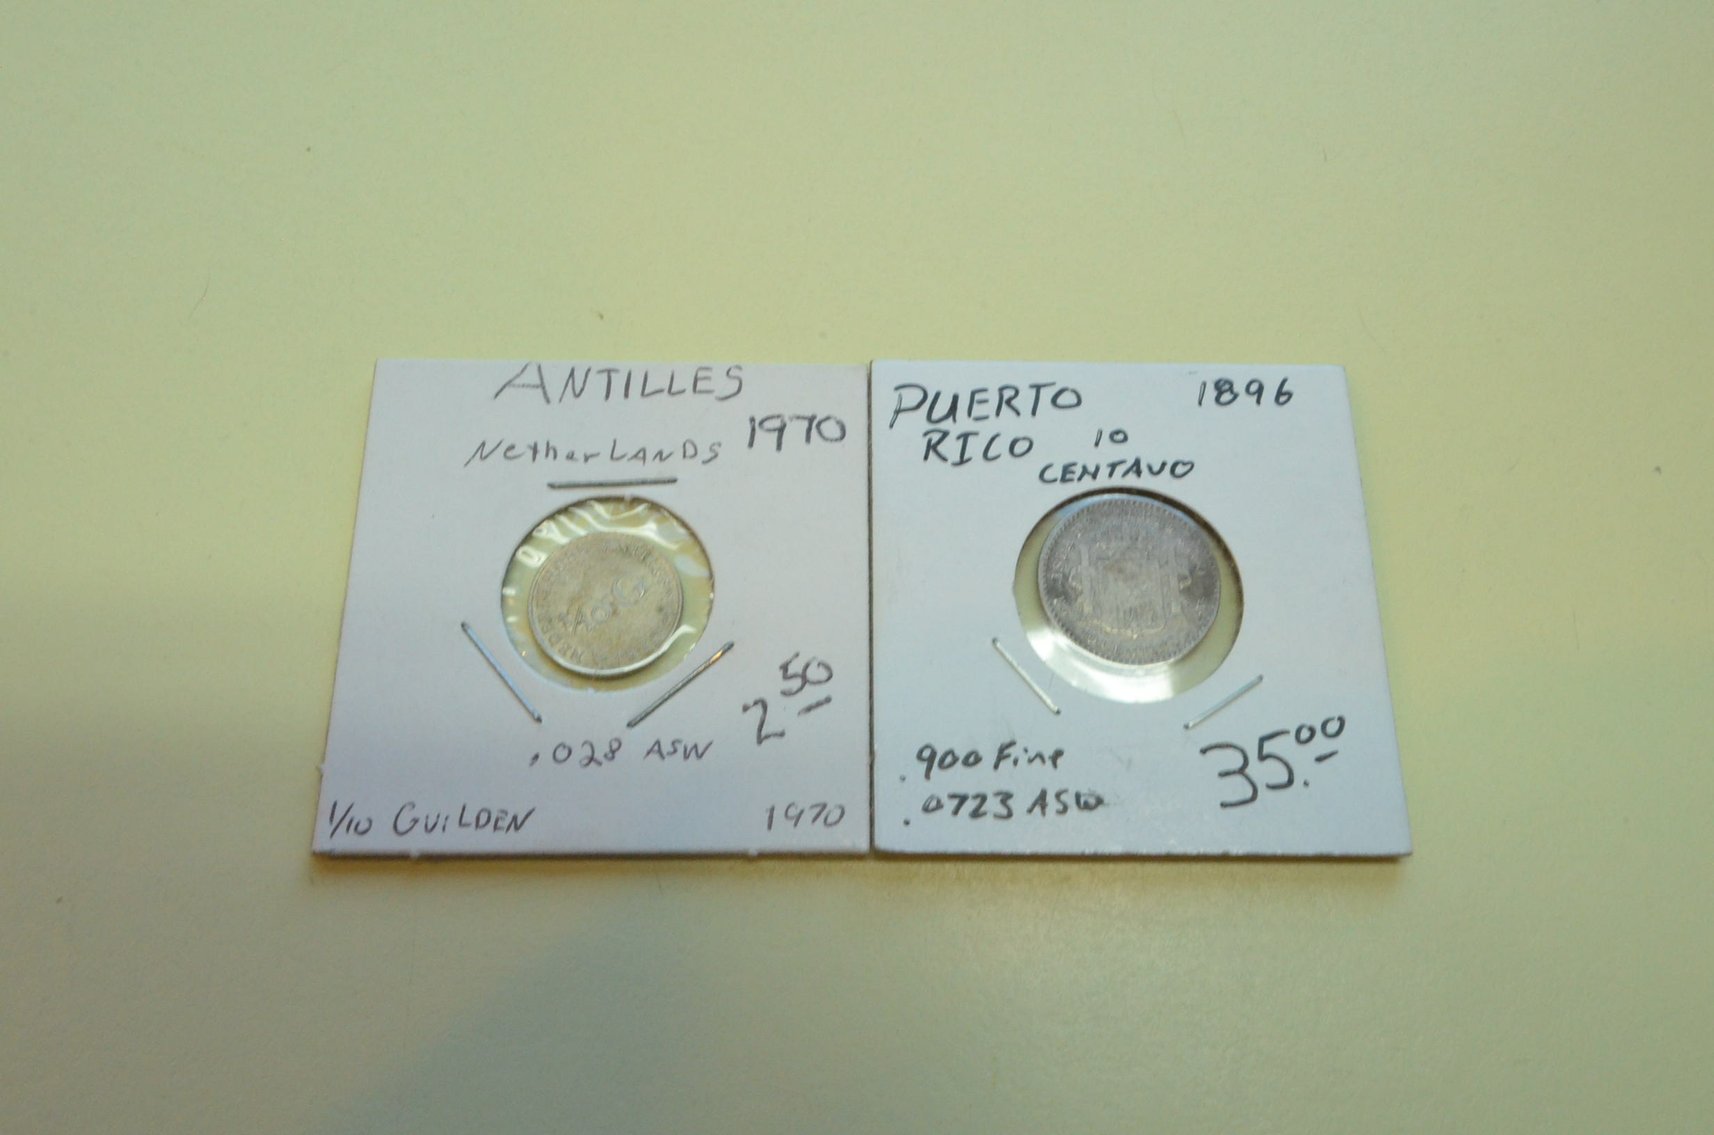 ANTILLES
NetherLANDS 1970
2 50
.028 ASW
1/10 GUiLDEN 1970
PUERTO 1896
RICO 10
CENTAVO
.900 Fine
.0723 ASW
35.00